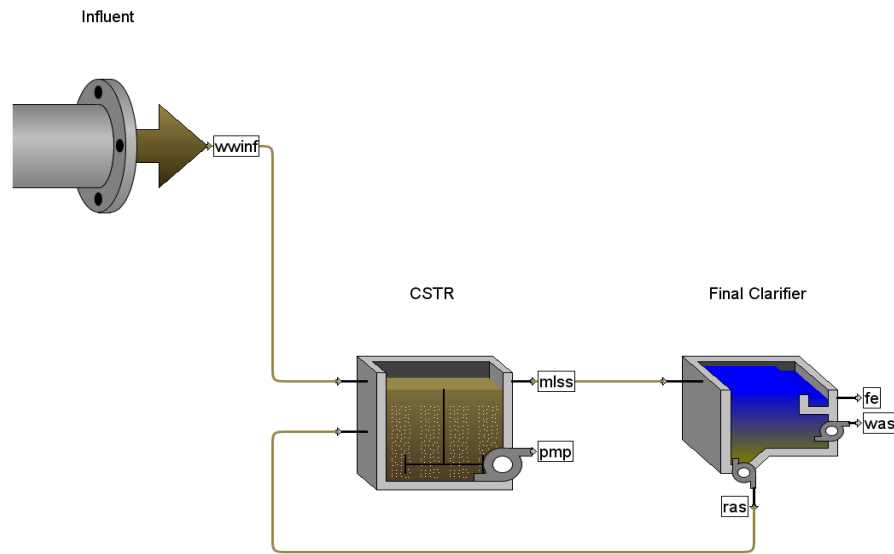 Influent
wwinf
CSTR
Final Clarifier
mlss
fe
was
pmp
ras